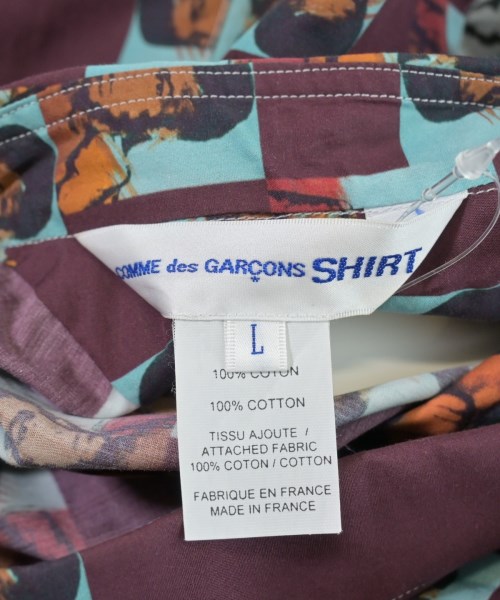 COMME des GARÇONS SHIRT
L
100% COTON
100% COTTON
TISSU AJOUTE /
ATTACHED FABRIC
100% COTON / COTTON
FABRIQUE EN FRANCE
MADE IN FRANCE